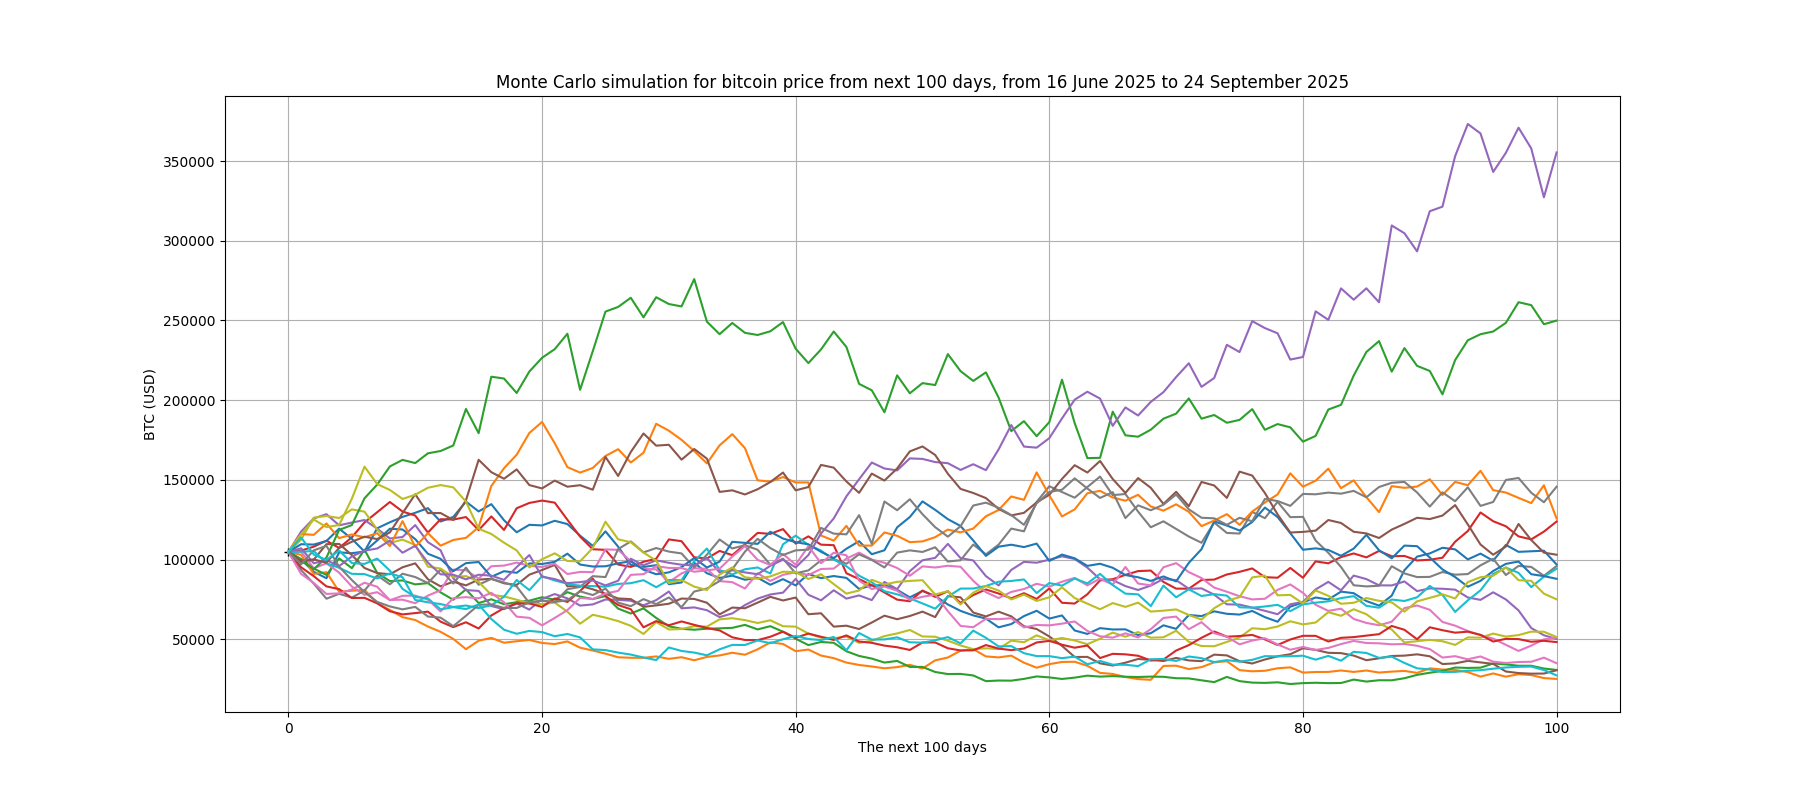 Monte Carlo simulation for bitcoin price from next 100 days, from 16 June 2025 to 24 September 2025
BTC (USD)
350000
300000
250000
200000
150000
100000
50000
0 20 40 60 80 100
The next 100 days